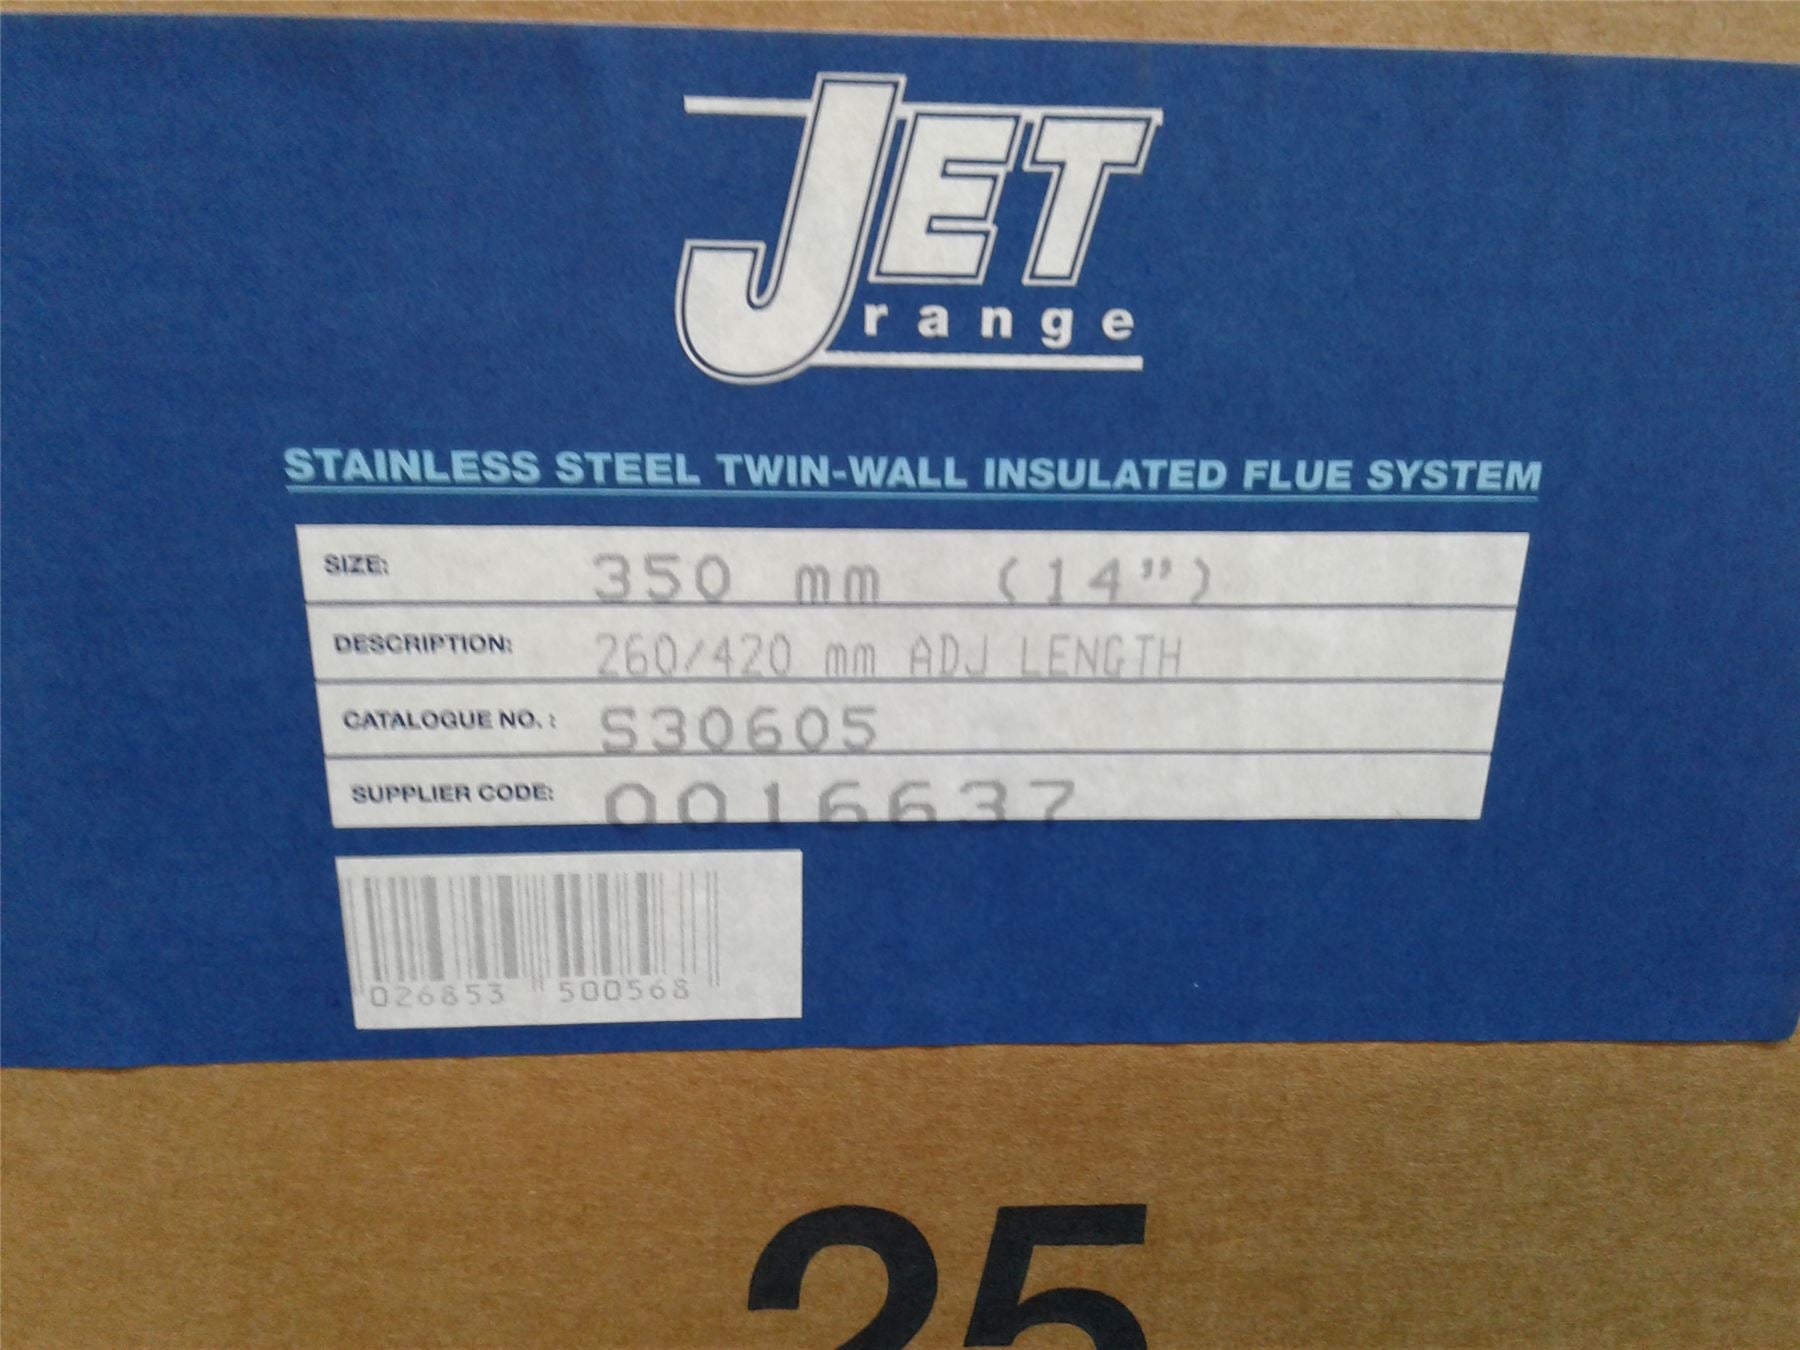 JET
range
STAINLESS STEEL TWIN-WALL INSULATED FLUE SYSTEM
SIZE: 350 mm (14")
DESCRIPTION: 260/420 mm ADJ LENGTH
CATALOGUE NO. : S30605
SUPPLIER CODE: 0016637
026853 500568
25